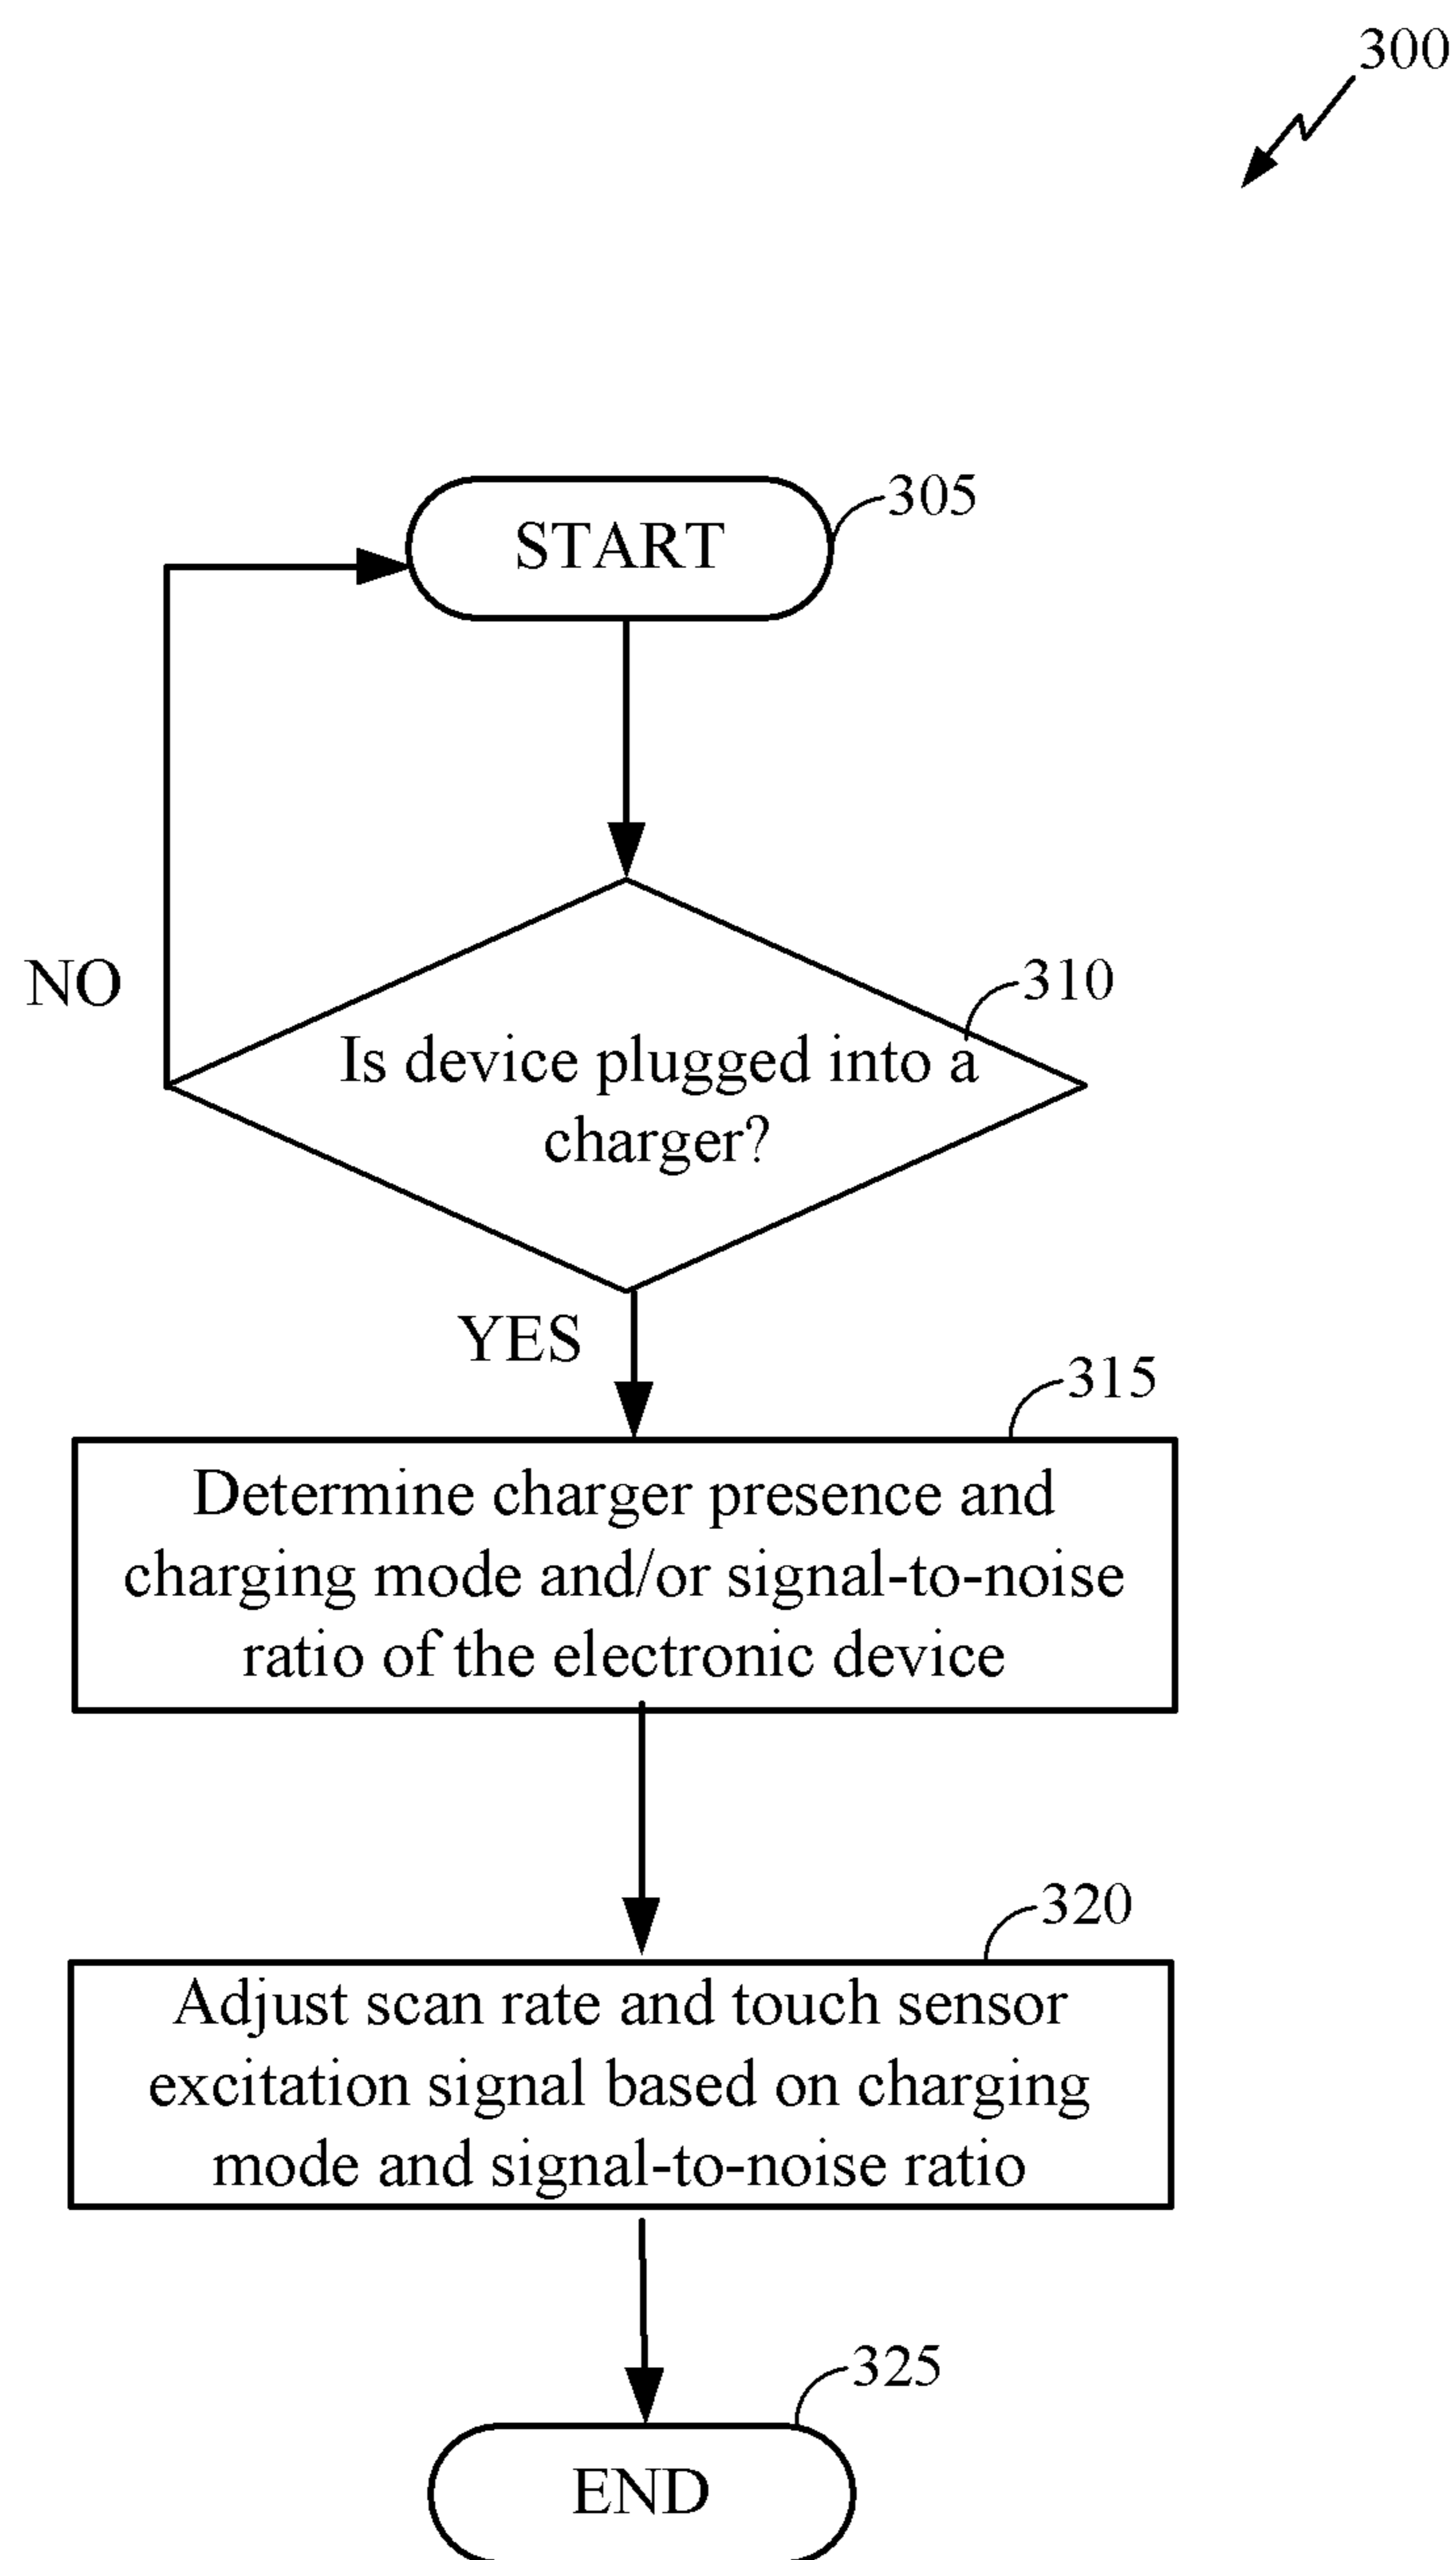 300
START
305
NO
310
Is device plugged into a
charger?
YES
315
Determine charger presence and
charging mode and/or signal-to-noise
ratio of the electronic device
320
Adjust scan rate and touch sensor
excitation signal based on charging
mode and signal-to-noise ratio
325
END